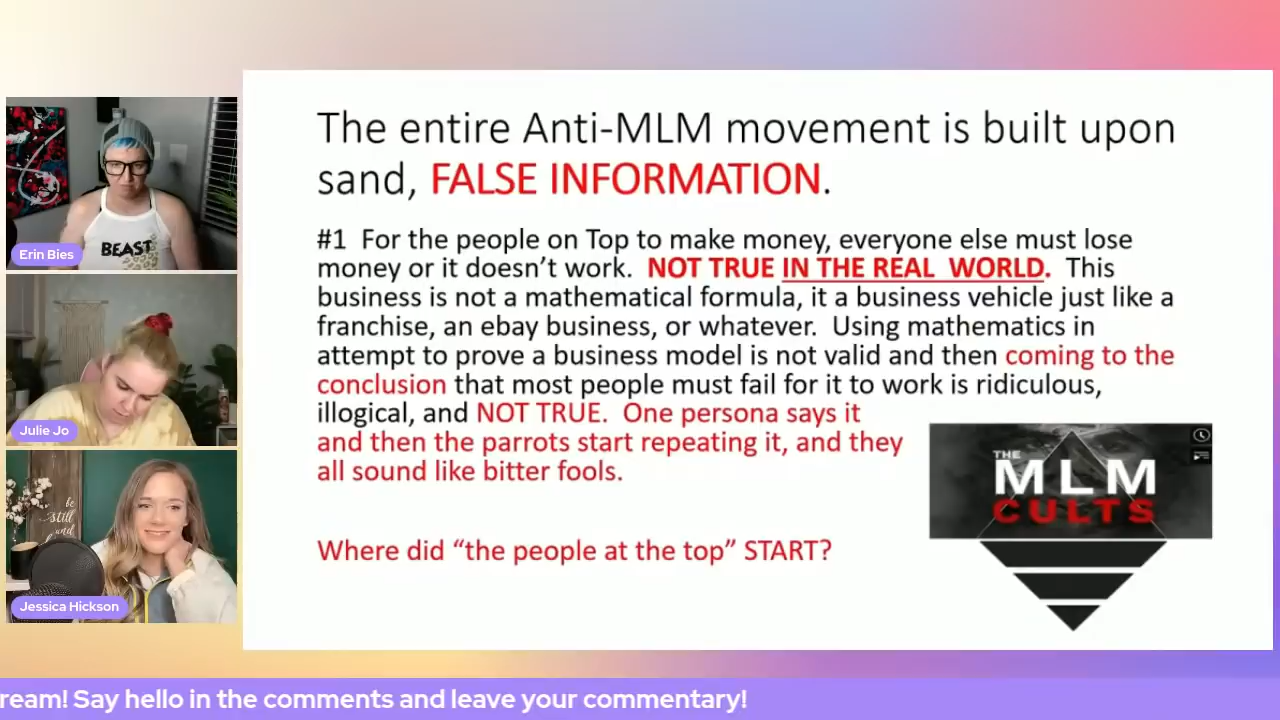 The entire Anti-MLM movement is built upon
sand, FALSE INFORMATION.
#1 For the people on Top to make money, everyone else must lose
money or it doesn’t work. NOT TRUE IN THE REAL WORLD. This
business is not a mathematical formula, it a business vehicle just like a
franchise, an ebay business, or whatever. Using mathematics in
attempt to prove a business model is not valid and then coming to the
conclusion that most people must fail for it to work is ridiculous,
illogical, and NOT TRUE. One persona says it
and then the parrots start repeating it, and they
all sound like bitter fools.
Where did “the people at the top” START?
THE
MLM
CULTS
BEAST
Erin Bies
Julie Jo
be
still
and
Jessica Hickson
ream! Say hello in the comments and leave your commentary!